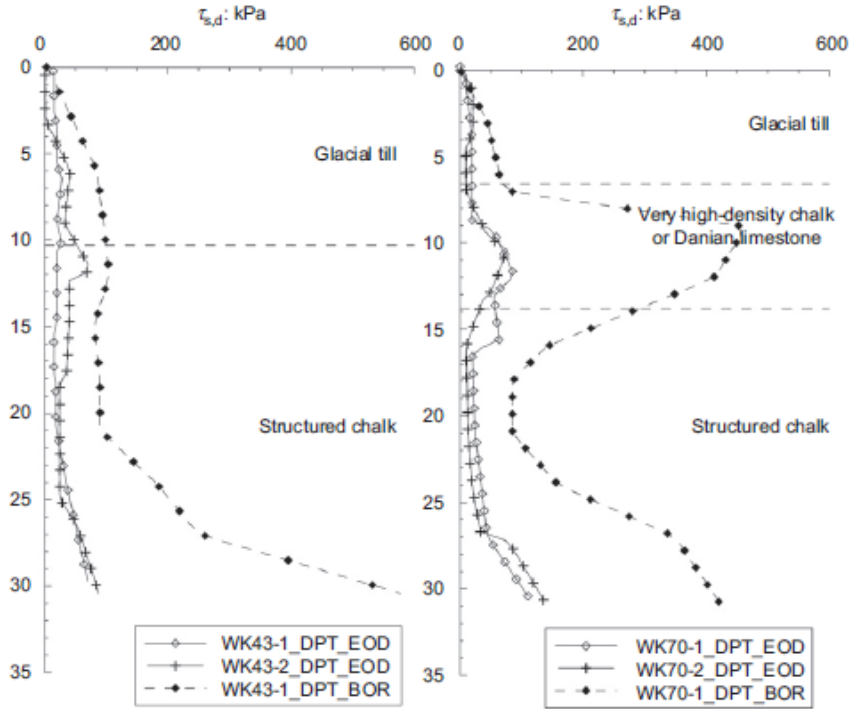 τs,d: kPa
0 200 400 600
0
5
10
15
20
25
30
35
Glacial till
Structured chalk
WK43-1_DPT_EOD
WK43-2_DPT_EOD
WK43-1_DPT_BOR
τs,d: kPa
0 200 400 600
0
5
10
15
20
25
30
35
Glacial till
Very high-density chalk
or Danian limestone
Structured chalk
WK70-1_DPT_EOD
WK70-2_DPT_EOD
WK70-1_DPT_BOR